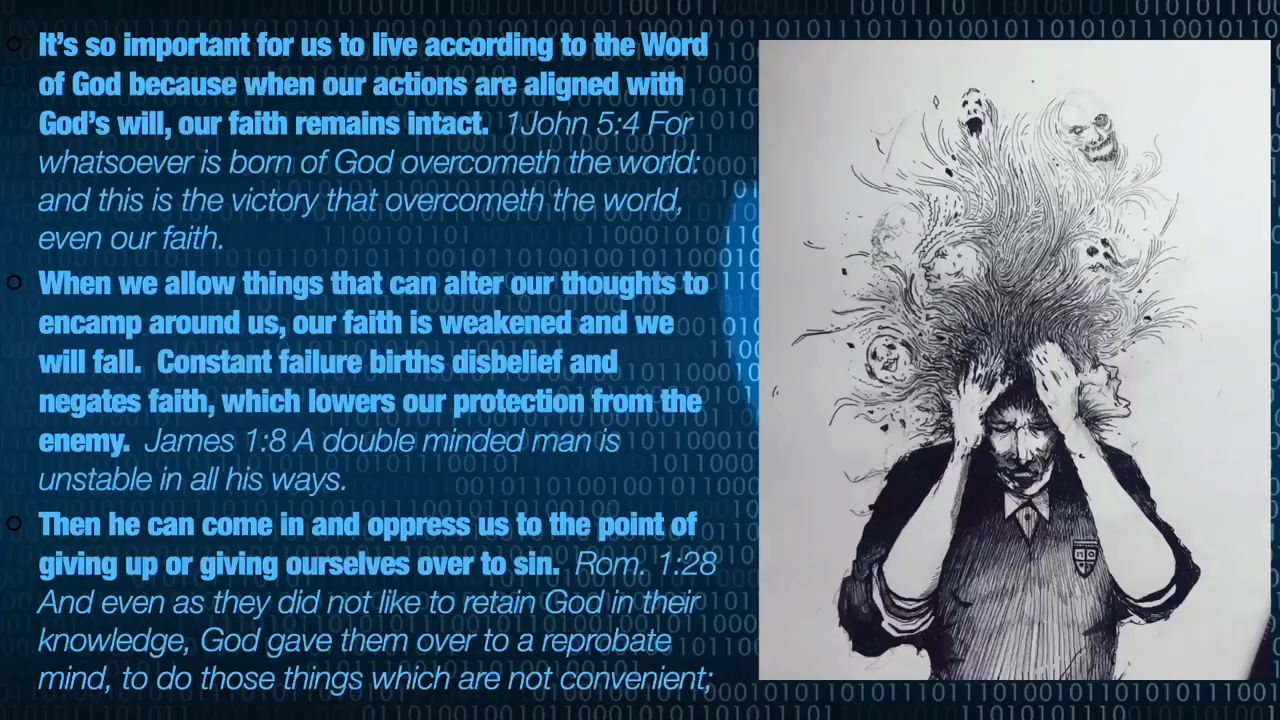 It's so important for us to live according to the Word
of God because when our actions are aligned with
God's will, our faith remains intact. 1John 5:4 For
whatsoever is born of God overcometh the world:
and this is the victory that overcometh the world,
even our faith.
When we allow things that can alter our thoughts to
encamp around us, our faith is weakened and we
will fall. Constant failure births disbelief and
negates faith, which lowers our protection from the
enemy. James 1:8 A double minded man is
unstable in all his ways.
Then he can come in and oppress us to the point of
giving up or giving ourselves over to sin. Rom. 1:28
And even as they did not like to retain God in their
knowledge, God gave them over to a reprobate
mind, to do those things which are not convenient;